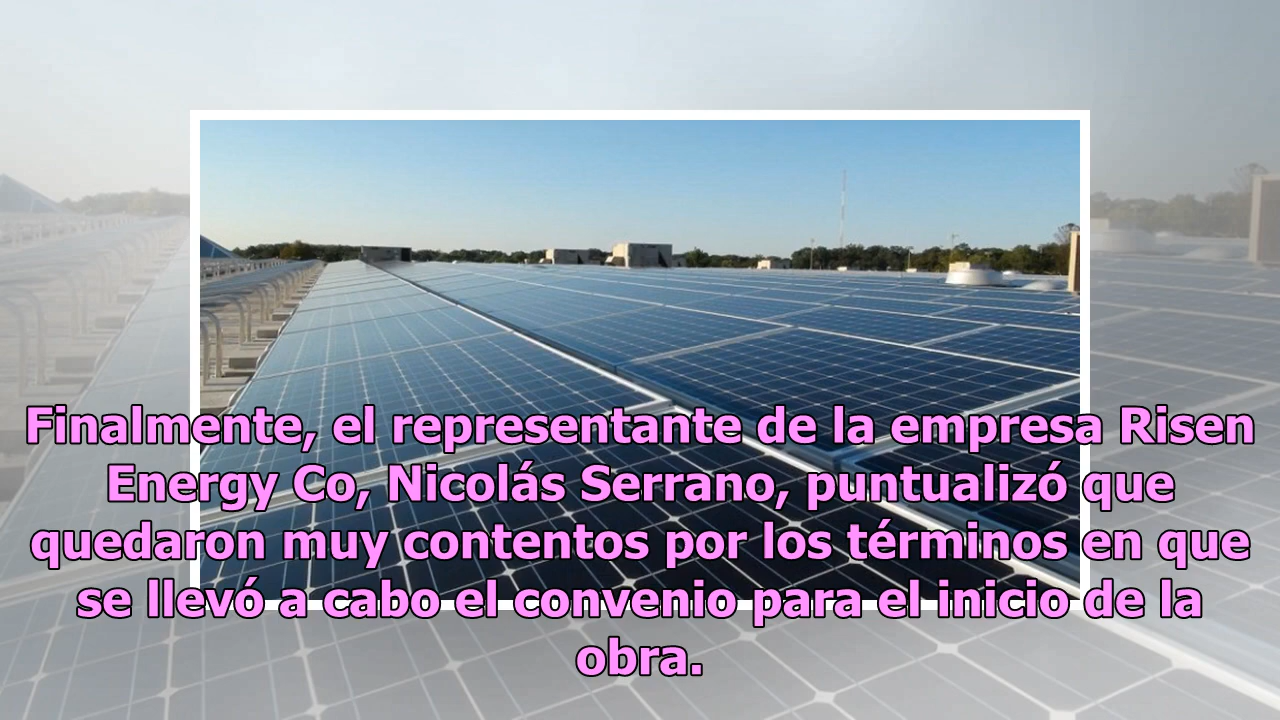 Finalmente, el representante de la empresa Risen
Energy Co, Nicolás Serrano, puntualizó que
quedaron muy contentos por los términos en que
se llevó a cabo el convenio para el inicio de la
obra.